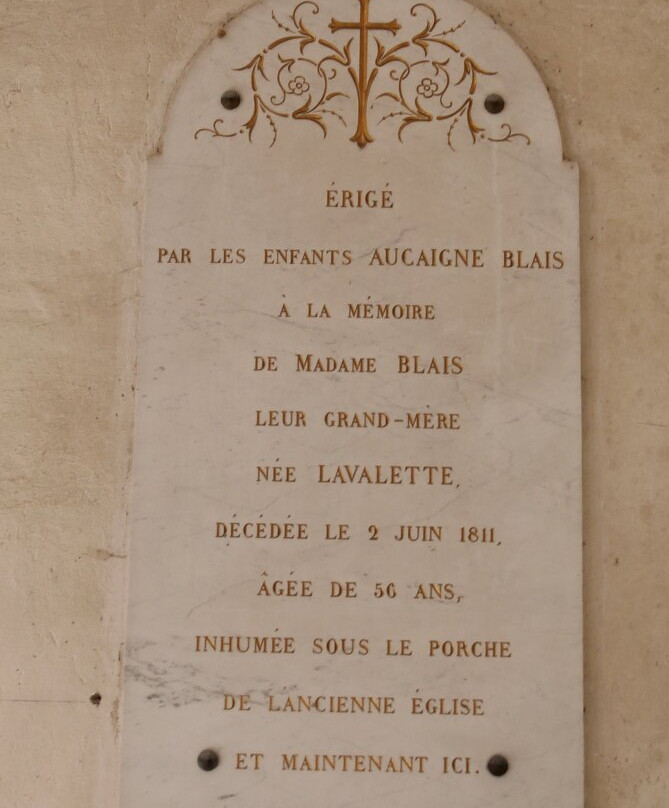 ÉRIGÉ
PAR LES ENFANTS AUCAIGNE BLAIS
À LA MÉMOIRE
DE MADAME BLAIS
LEUR GRAND-MÈRE
NÉE LAVALETTE,
DÉCÉDÉE LE 2 JUIN 1811,
ÂGÉE DE 56 ANS,
INHUMÉE SOUS LE PORCHE
DE LANCIENNE ÉGLISE
ET MAINTENANT ICI.